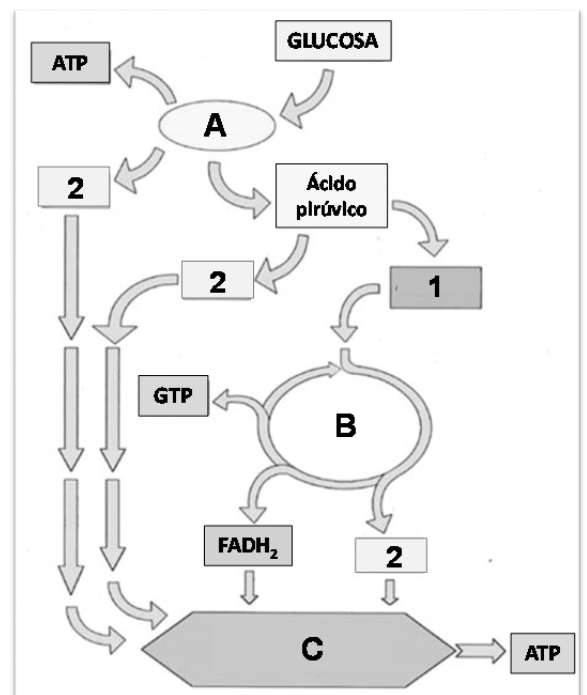 GLUCOSA
ATP
A
2
Ácido
pirúvico
2
1
GTP
B
FADH₂
2
C
ATP